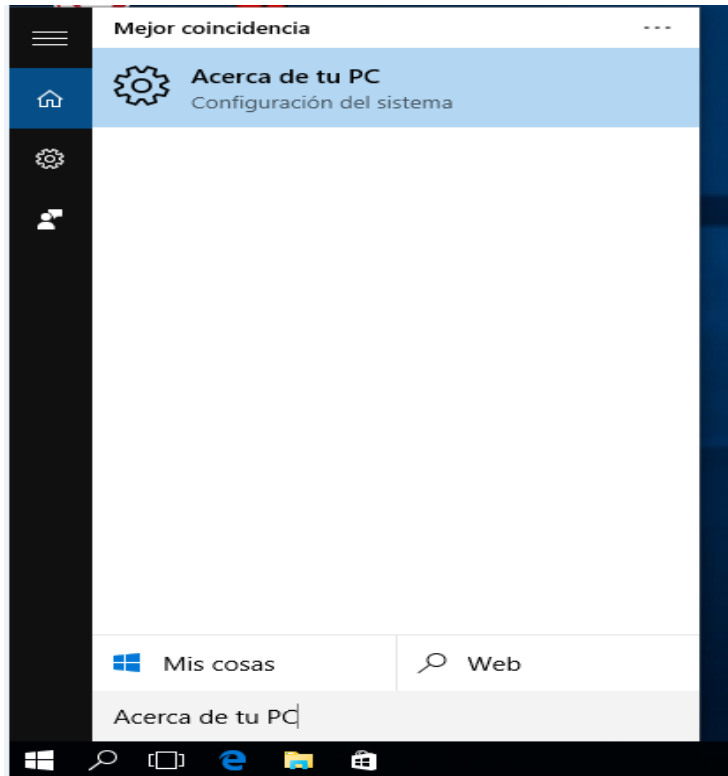 Mejor coincidencia
Acerca de tu PC
Configuración del sistema
Mis cosas
Web
Acerca de tu PC